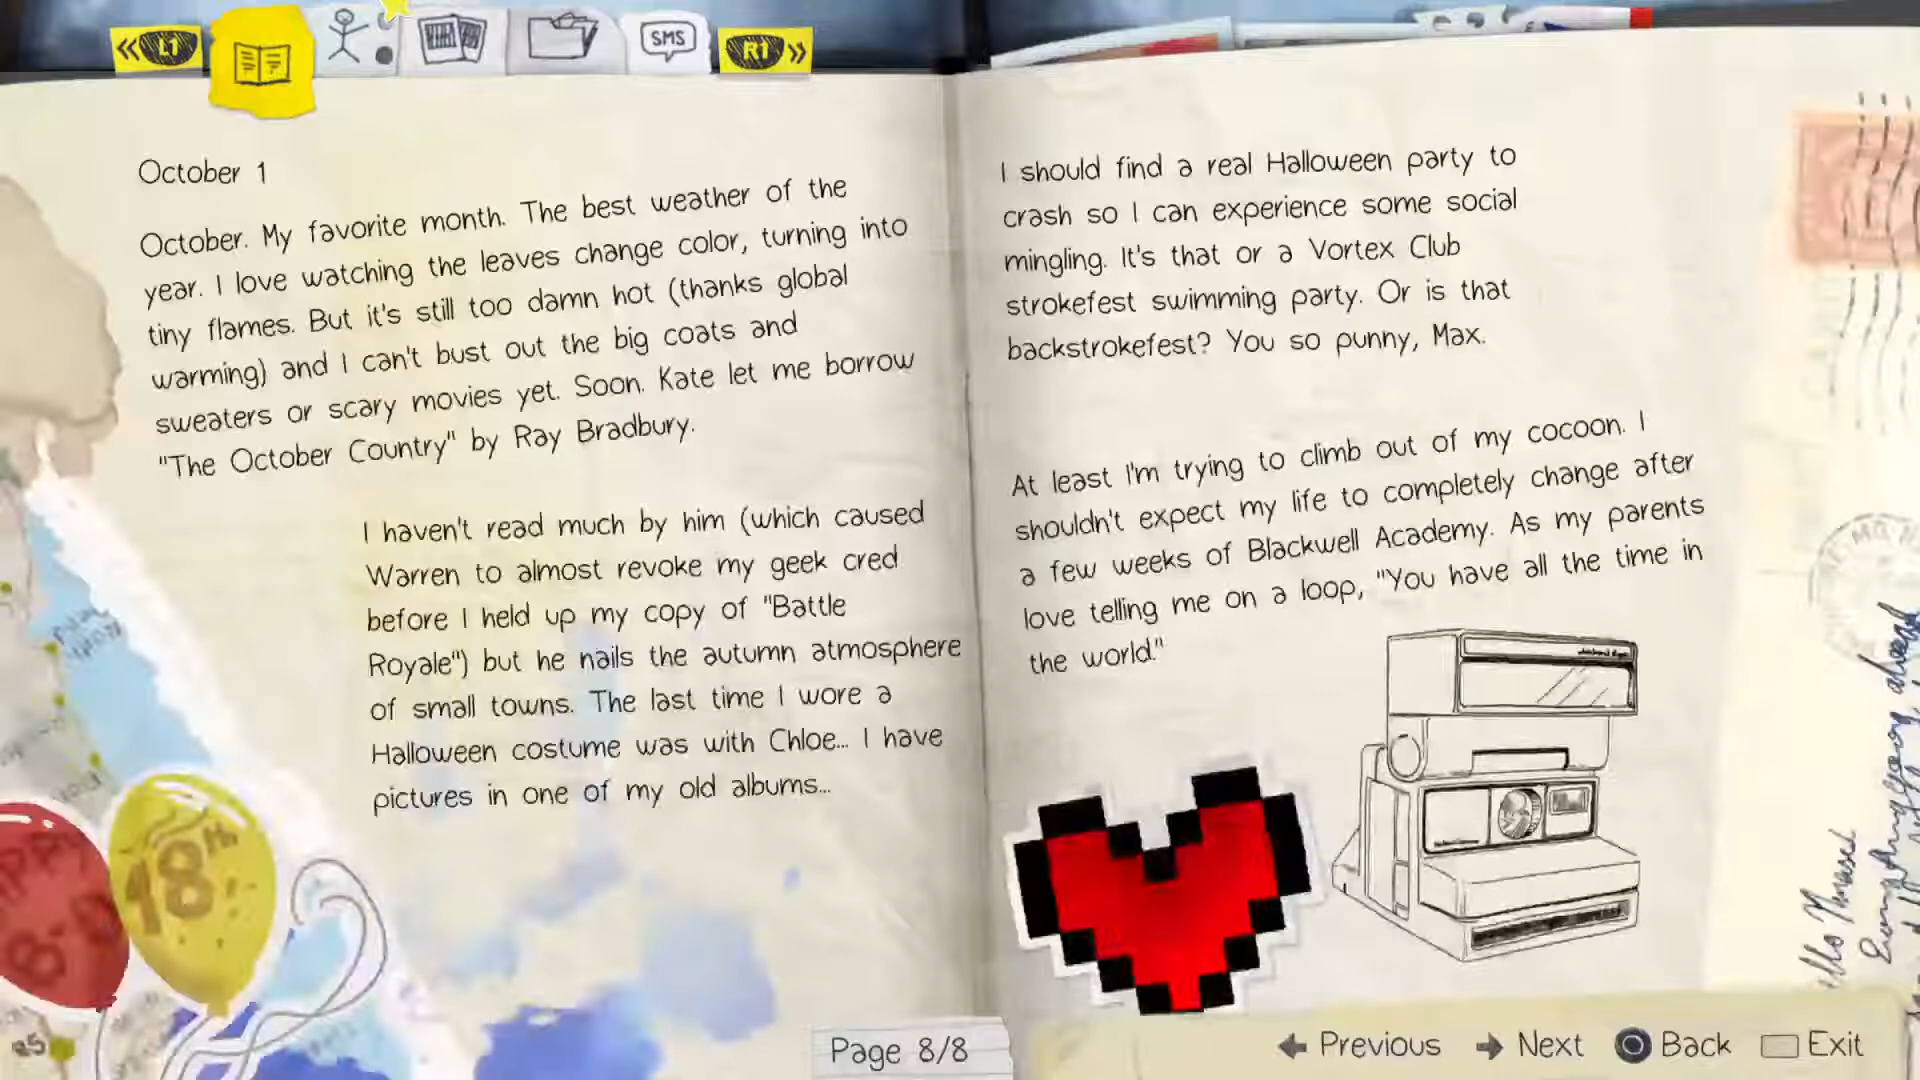 L1
SMS
R1
October 1
October. My favorite month. The best weather of the
year. I love watching the leaves change color, turning into
tiny flames. But it's still too damn hot (thanks global
warming) and I can't bust out the big coats and
sweaters or scary movies yet. Soon. Kate let me borrow
"The October Country" by Ray Bradbury.
I haven't read much by him (which caused
Warren to almost revoke my geek cred
before I held up my copy of "Battle
Royale") but he nails the autumn atmosphere
of small towns. The last time I wore a
Halloween costume was with Chloe... I have
pictures in one of my old albums...
18th
I should find a real Halloween party to
crash so I can experience some social
mingling. It's that or a Vortex Club
strokefest swimming party. Or is that
backstrokefest? You so punny, Max.
At least I'm trying to climb out of my cocoon. I
shouldn't expect my life to completely change after
a few weeks of Blackwell Academy. As my parents
love telling me on a loop, "You have all the time in
the world."
Page 8/8
Previous
Next
Back
Exit